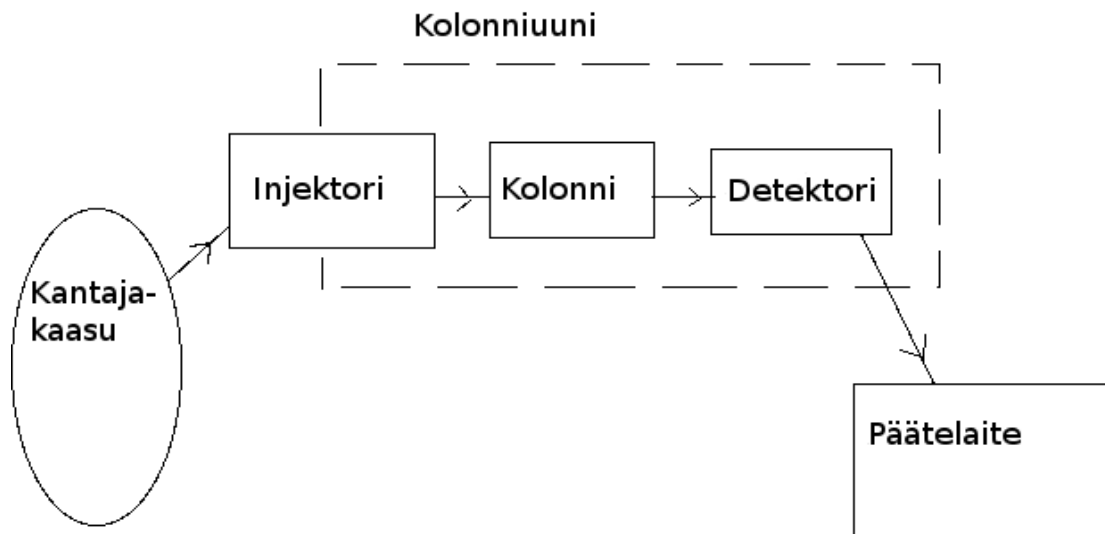 Kolonniuuni
Injektori
Kolonni
Detektori
Kantaja-
kaasu
Päätelaite